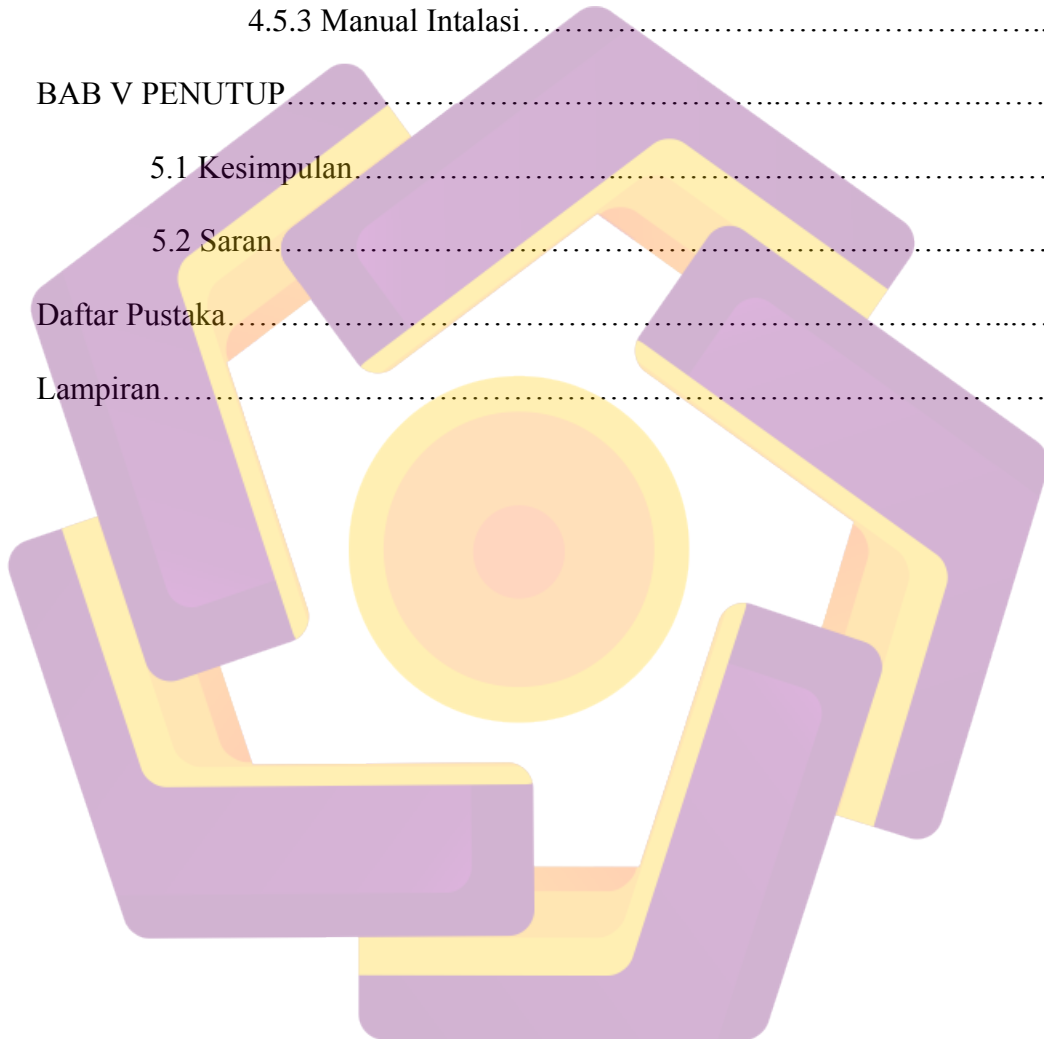 4.5.3 Manual Intalasi……………………………………………..
BAB V PENUTUP……………………………………………...………………..……
5.1 Kesimpulan……………………………………………………………..…
5.2 Saran……………………………………………………………………..…
Daftar Pustaka………………………………………………………………...…
Lampiran…………………………………………………………………………